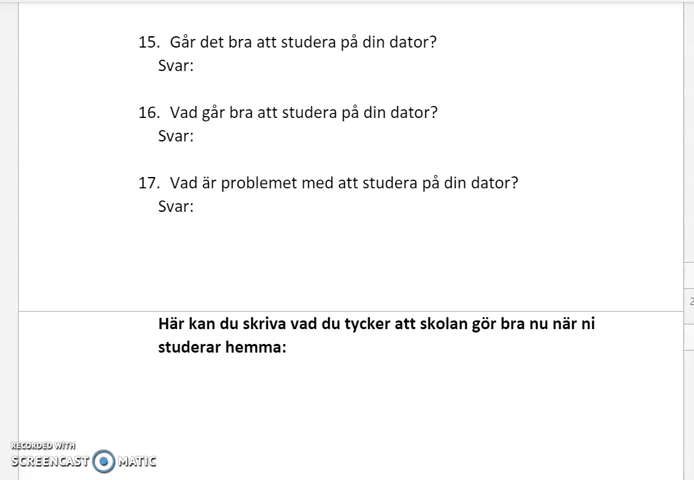 15. Går det bra att studera på din dator?
Svar:
16. Vad går bra att studera på din dator?
Svar:
17. Vad är problemet med att studera på din dator?
Svar:
2
Här kan du skriva vad du tycker att skolan gör bra nu när ni
studerar hemma:
RECORDED WITH
SCREENCAST MATIC